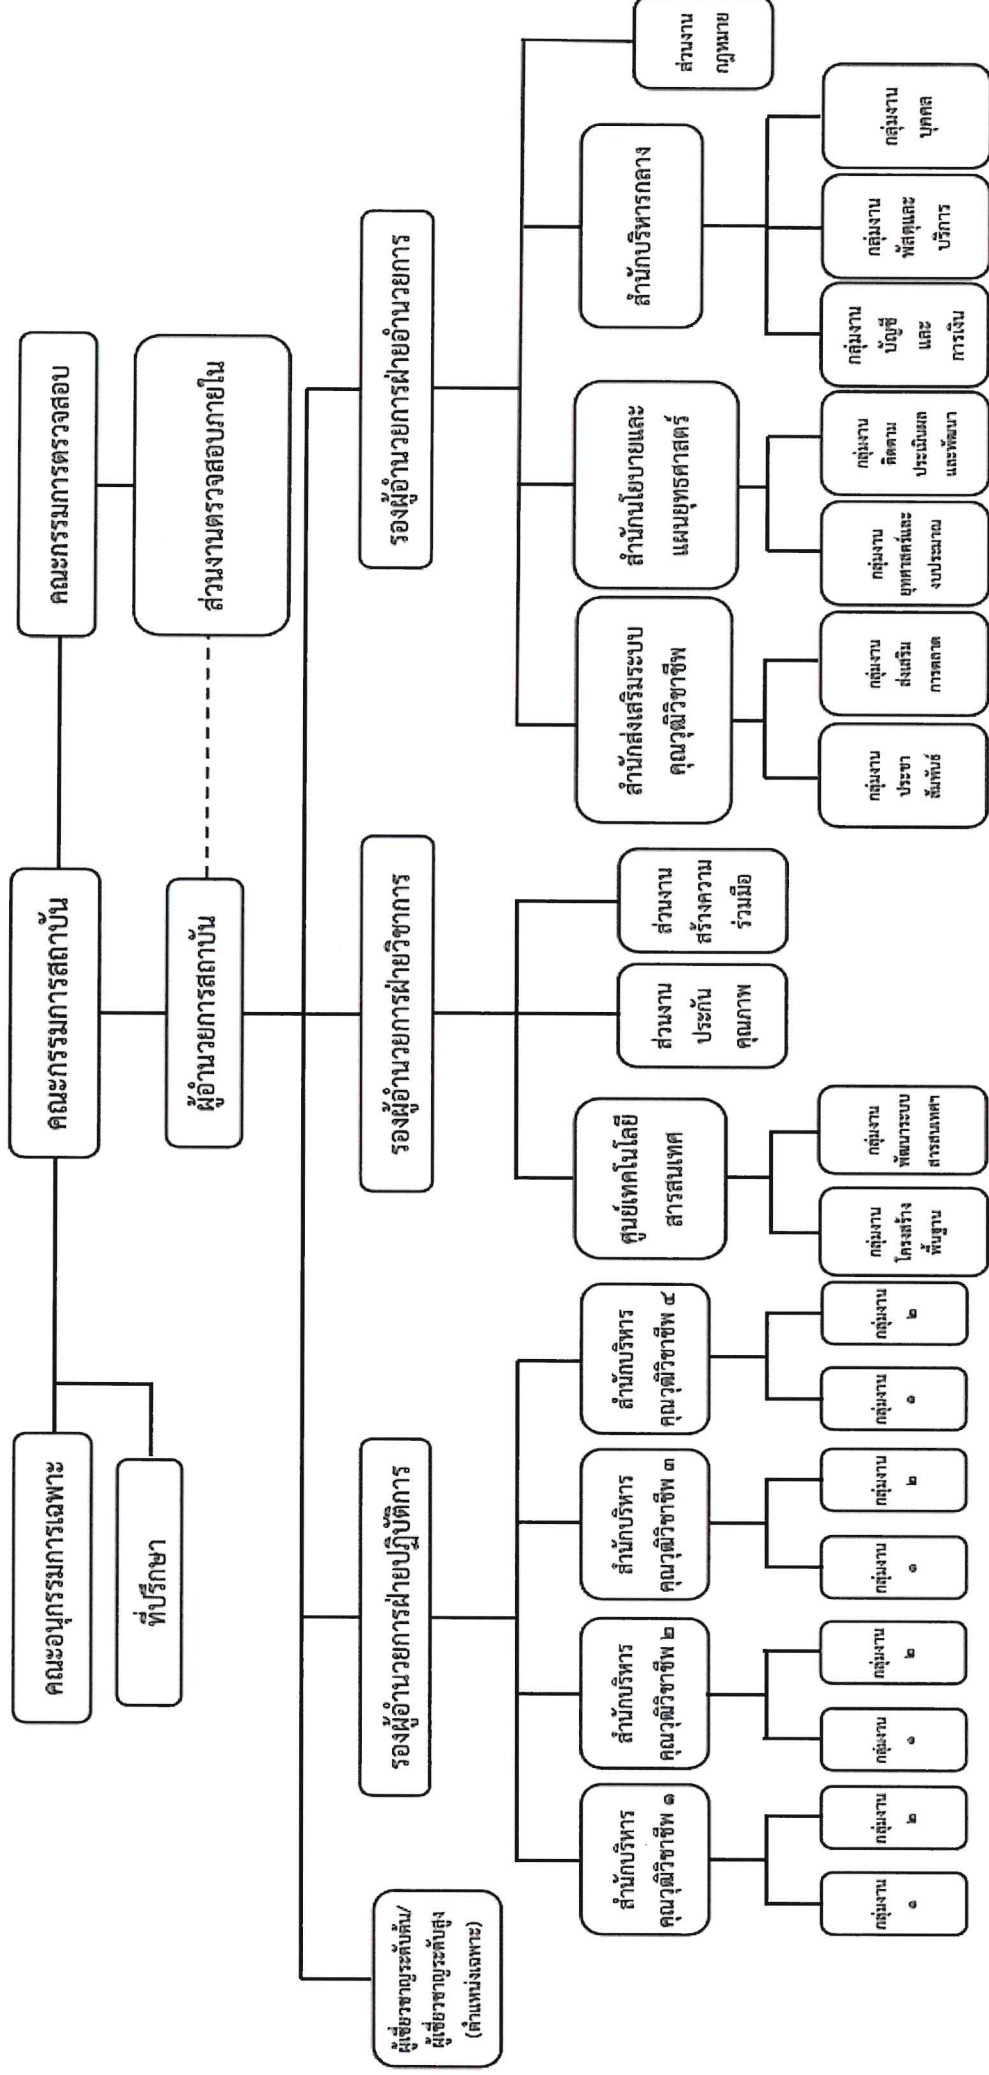 คณะอนุกรรมการเฉพาะ
ที่ปรึกษา
คณะกรรมการสถาบัน
คณะกรรมการตรวจสอบ
ผู้อำนวยการสถาบัน
ส่วนงานตรวจสอบภายใน
ผู้เชี่ยวชาญระดับต้น/
ผู้เชี่ยวชาญระดับสูง
(ตำแหน่งเฉพาะ)
รองผู้อำนวยการฝ่ายปฏิบัติการ
รองผู้อำนวยการฝ่ายวิชาการ
รองผู้อำนวยการฝ่ายอำนวยการ
สำนักบริหาร
คุณวุฒิวิชาชีพ ๑
สำนักบริหาร
คุณวุฒิวิชาชีพ ๒
สำนักบริหาร
คุณวุฒิวิชาชีพ ๓
สำนักบริหาร
คุณวุฒิวิชาชีพ ๔
ศูนย์เทคโนโลยี
สารสนเทศ
ส่วนงาน
ประกัน
คุณภาพ
ส่วนงาน
สร้างความ
ร่วมมือ
สำนักส่งเสริมระบบ
คุณวุฒิวิชาชีพ
สำนักนโยบายและ
แผนยุทธศาสตร์
สำนักบริหารกลาง
ส่วนงาน
กฎหมาย
กลุ่มงาน
๑
กลุ่มงาน
๒
กลุ่มงาน
๑
กลุ่มงาน
๒
กลุ่มงาน
๑
กลุ่มงาน
๒
กลุ่มงาน
๑
กลุ่มงาน
๒
กลุ่มงาน
โครงสร้าง
พื้นฐาน
กลุ่มงาน
พัฒนาระบบ
สารสนเทศฯ
กลุ่มงาน
ประชา
สัมพันธ์
กลุ่มงาน
ส่งเสริม
การตลาด
กลุ่มงาน
ยุทธศาสตร์และ
งบประมาณ
กลุ่มงาน
ติดตาม
ประเมินผล
และพัฒนา
กลุ่มงาน
บัญชี
และ
การเงิน
กลุ่มงาน
พัสดุและ
บริการ
กลุ่มงาน
บุคคล